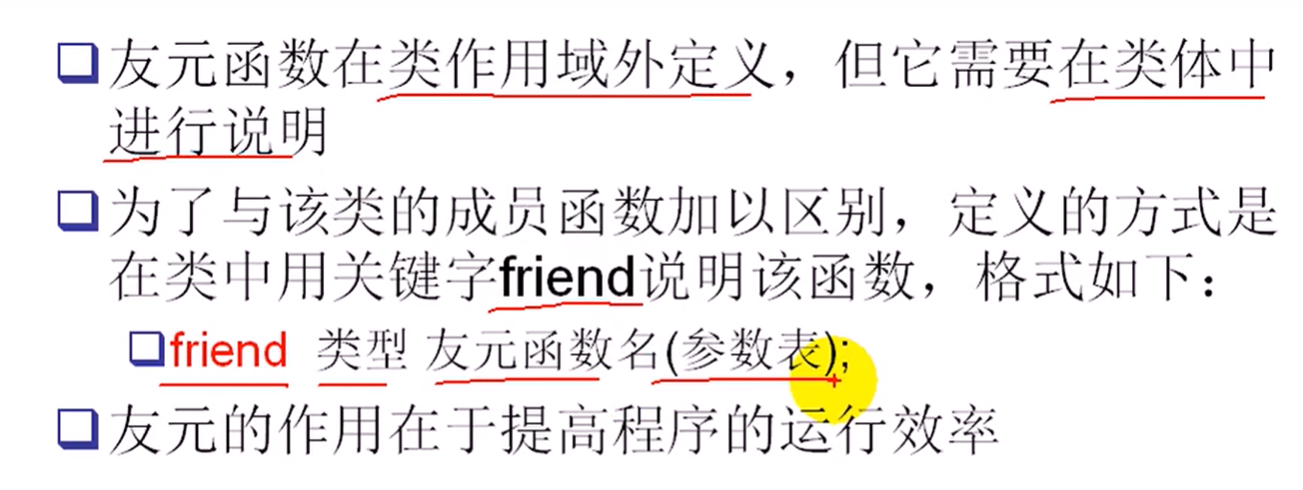 友元函数在类作用域外定义，但它需要在类体中
进行说明
为了与该类的成员函数加以区别，定义的方式是
在类中用关键字friend说明该函数，格式如下：
friend 类型 友元函数名(参数表);
友元的作用在于提高程序的运行效率